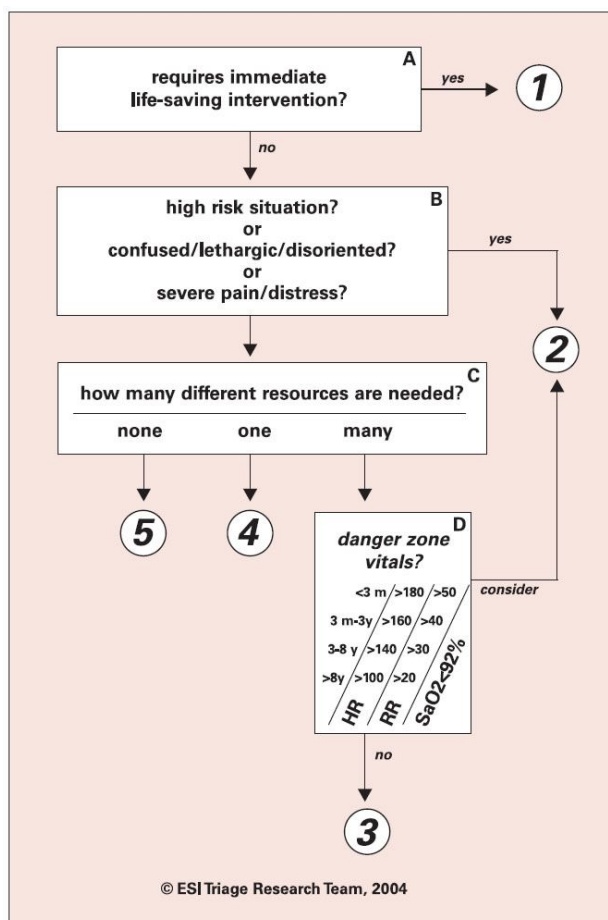 A
requires immediate
life-saving intervention?
yes
1
no
B
high risk situation?
or
confused/lethargic/disoriented?
or
severe pain/distress?
yes
2
C
how many different resources are needed?
none one many
5 4
D
danger zone
vitals?
<3 m >180 >50
3 m-3y >160 >40
3-8 y >140 >30
>8y >100 >20
HR RR SaO2<92%
consider
no
3
© ESI Triage Research Team, 2004